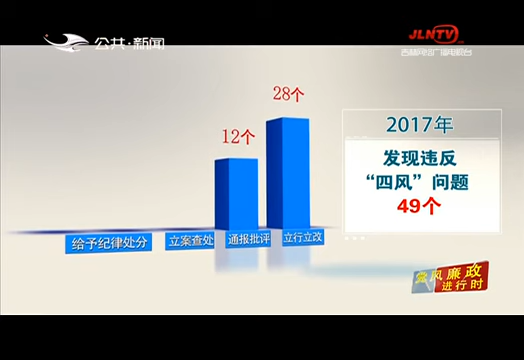 公共·新闻
JLNTV
吉林网络广播电视台
28个
12个
2017年
发现违反
“四风”问题
49个
给予纪律处分
立案查处
通报批评
立行立改
党风廉政
进行时